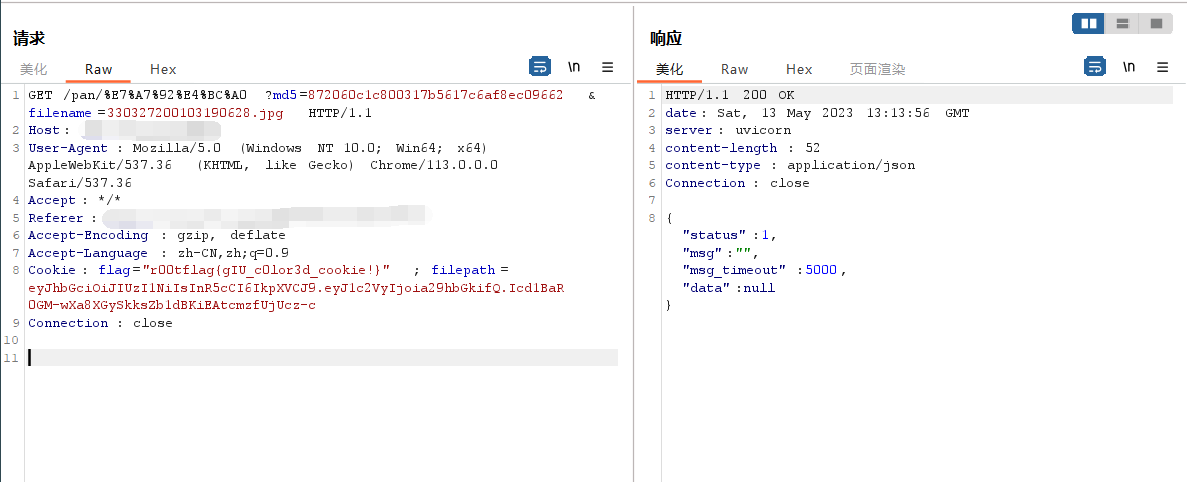 请求
美化 Raw Hex \n
1 GET /pan/%E7%A7%92%E4%BC%A0 ?md5=872060c1c800317b5617c6af8ec09662 &
filename=330327200103190628.jpg HTTP/1.1
2 Host:
3 User-Agent : Mozilla/5.0 (Windows NT 10.0; Win64; x64)
AppleWebKit/537.36 (KHTML, like Gecko) Chrome/113.0.0.0
Safari/537.36
4 Accept: */*
5 Referer :
6 Accept-Encoding : gzip, deflate
7 Accept-Language : zh-CN,zh;q=0.9
8 Cookie: flag="r00tflag{gIU_c0lor3d_cookie!}" ; filepath=
eyJhbGciOiJIUzI1NiIsInR5cCI6IkpXVCJ9.eyJ1c2VyIjoia29hbGkifQ.Icd1BaR
0GM-wXa8XGySkksZb1dBKiEAtcmzfUjUcz-c
9 Connection : close
10
11
响应
美化 Raw Hex 页面渲染 \n
1 HTTP/1.1 200 OK
2 date: Sat, 13 May 2023 13:13:56 GMT
3 server: uvicorn
4 content-length : 52
5 content-type : application/json
6 Connection : close
7
8 {
"status":1,
"msg":"",
"msg_timeout" :5000,
"data":null
}